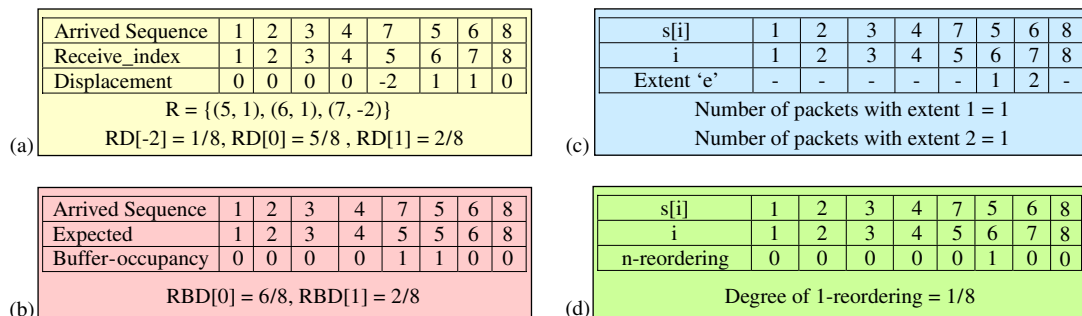 Arrived Sequence 1 2 3 4 7 5 6 8
Receive_index 1 2 3 4 5 6 7 8
Displacement 0 0 0 0 -2 1 1 0
R = {(5, 1), (6, 1), (7, -2)}
(a) RD[-2] = 1/8, RD[0] = 5/8 , RD[1] = 2/8
Arrived Sequence 1 2 3 4 7 5 6 8
Expected 1 2 3 4 5 5 6 8
Buffer-occupancy 0 0 0 0 1 1 0 0
(b) RBD[0] = 6/8, RBD[1] = 2/8
s[i] 1 2 3 4 7 5 6 8
i 1 2 3 4 5 6 7 8
Extent ‘e’ - - - - - 1 2 -
Number of packets with extent 1 = 1
(c) Number of packets with extent 2 = 1
s[i] 1 2 3 4 7 5 6 8
i 1 2 3 4 5 6 7 8
n-reordering 0 0 0 0 0 1 0 0
(d) Degree of 1-reordering = 1/8